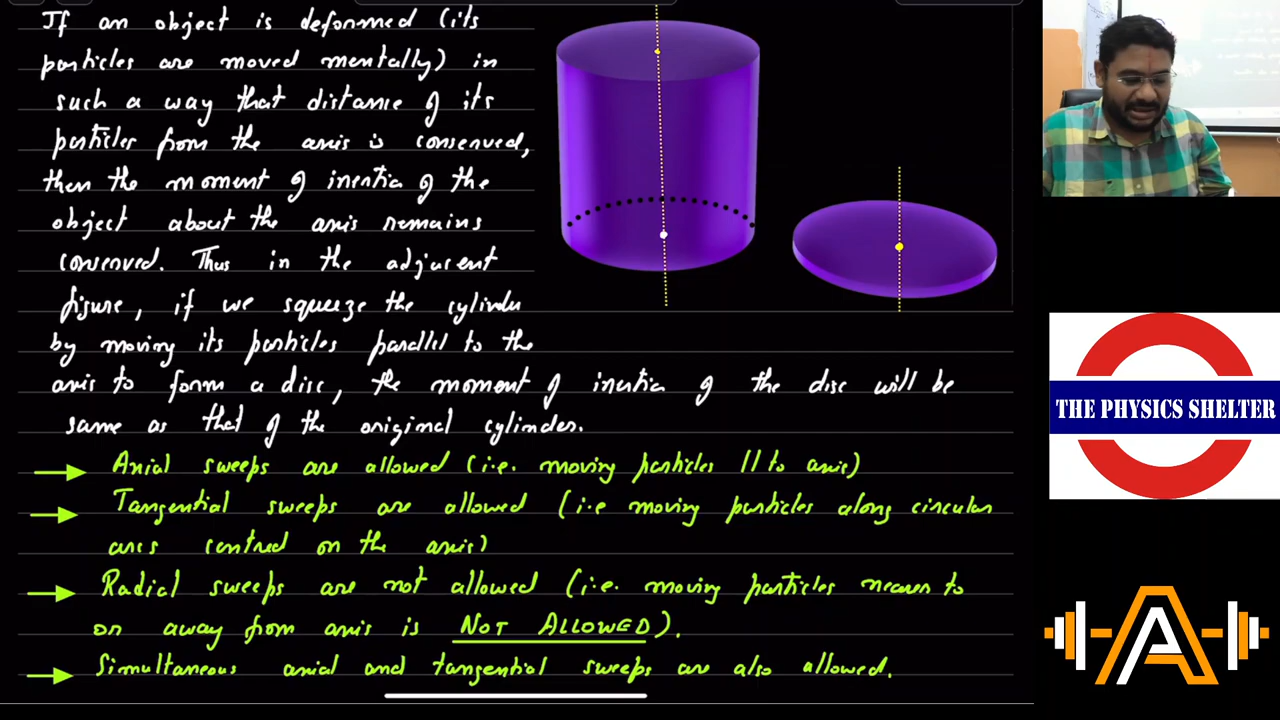 If an object is deformed (its
particles are moved mentally) in
such a way that distance of its
particles from the axis is conserved,
then the moment of inertia of the
object about the axis remains
conserved. Thus in the adjacent
figure, if we squeeze the cylinder
by moving its particles parallel to the
axis to form a disc, the moment of inertia of the disc will be
same as that of the original cylinder.
→ Axial sweeps are allowed (i.e. moving particles // to axis)
→ Tangential sweeps are allowed (i.e moving particles along circular
arcs centred on the axis)
→ Radial sweeps are not allowed (i.e. moving particles nearer to
or away from axis is NOT ALLOWED).
→ Simultaneous axial and tangential sweeps are also allowed.
THE PHYSICS SHELTER
A